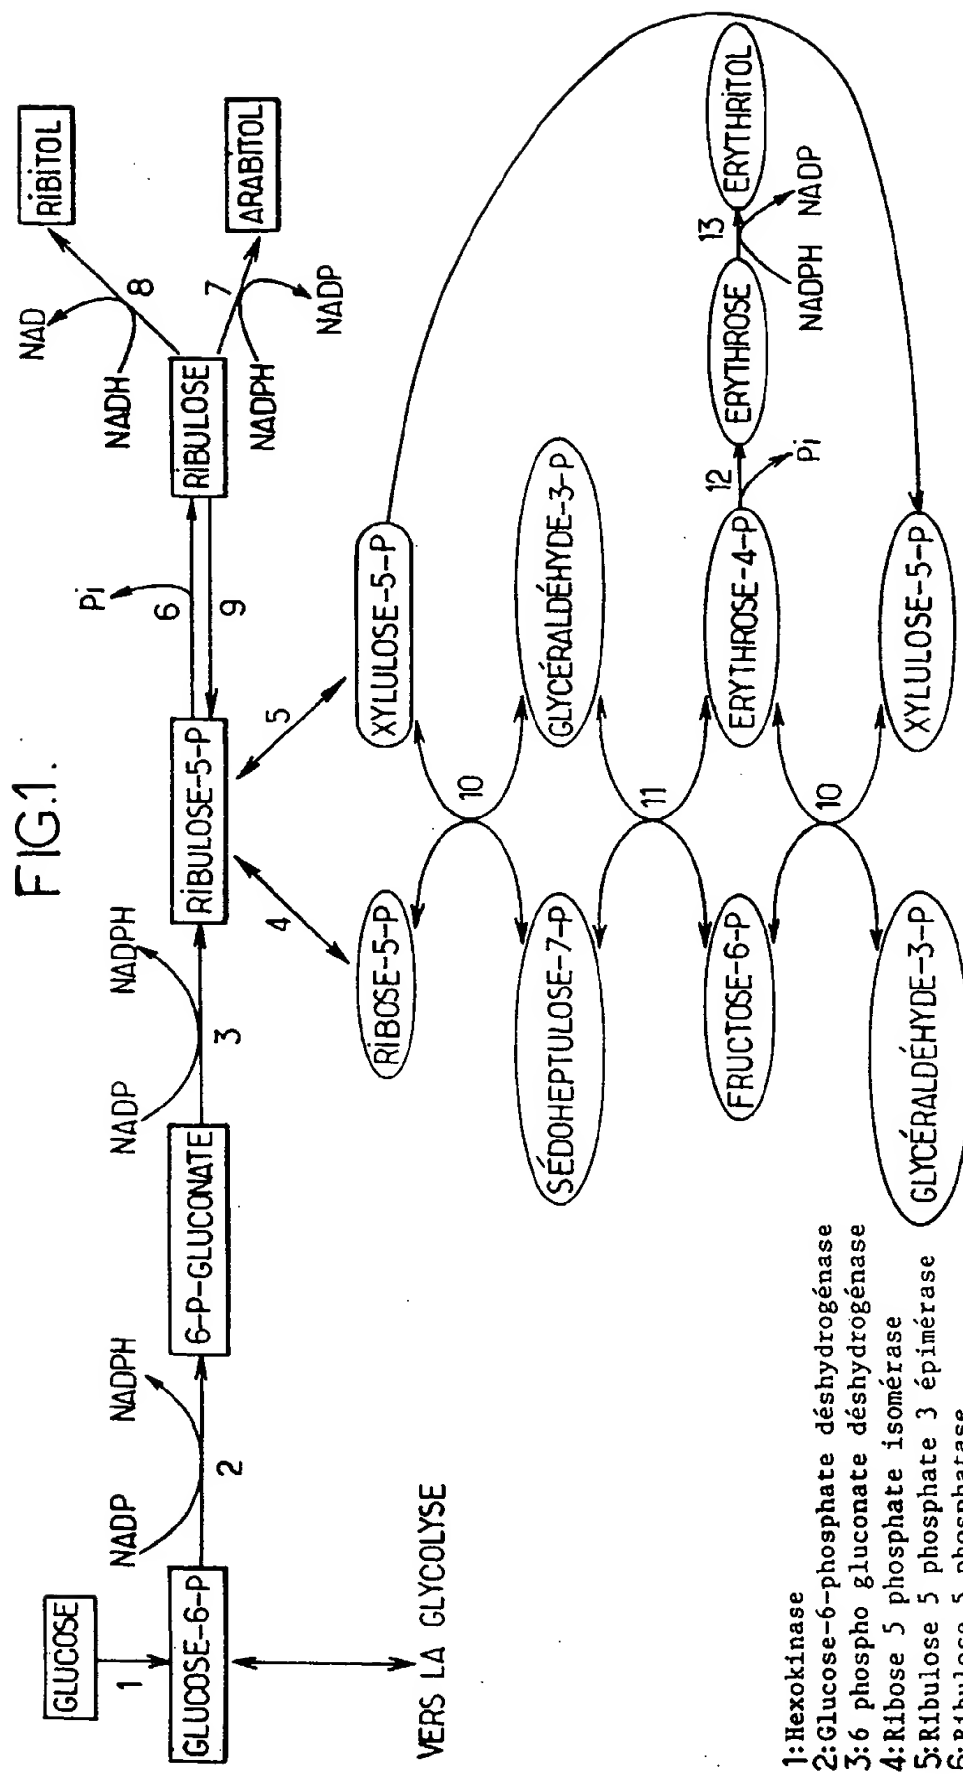 FIG.1.
GLUCOSE
1
GLUCOSE-6-P
NADP
NADPH
2
6-P-GLUCONATE
NADP
NADPH
3
RIBULOSE-5-P
Pi
6
9
RIBULOSE
NADH
NAD
8
RIBITOL
7
NADPH
NADP
ARABITOL
VERS LA GLYCOLYSE
4
5
RIBOSE-5-P
XYLULOSE-5-P
10
SÉDOHEPTULOSE-7-P
GLYCÉRALDÉHYDE-3-P
11
FRUCTOSE-6-P
ERYTHROSE-4-P
12
Pi
ERYTHROSE
13
NADPH
NADP
ERYTHRITOL
10
GLYCÉRALDÉHYDE-3-P
XYLULOSE-5-P
1:Hexokinase
2:Glucose-6-phosphate déshydrogénase
3:6 phospho gluconate déshydrogénase
4:Ribose 5 phosphate isomérase
5:Ribulose 5 phosphate 3 épimérase
6:Ribulose 5 phosphatase